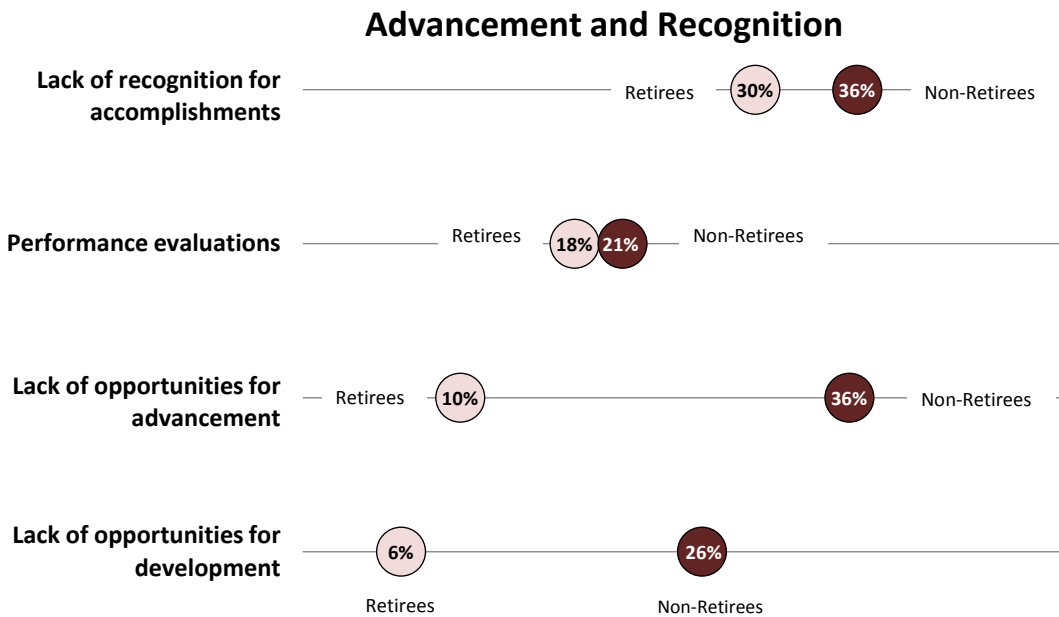 Advancement and Recognition
Lack of recognition for
accomplishments
Retirees 30% 36% Non-Retirees
Performance evaluations
Retirees 18% 21% Non-Retirees
Lack of opportunities for
advancement
Retirees 10% 36% Non-Retirees
Lack of opportunities for
development
6% 26%
Retirees Non-Retirees